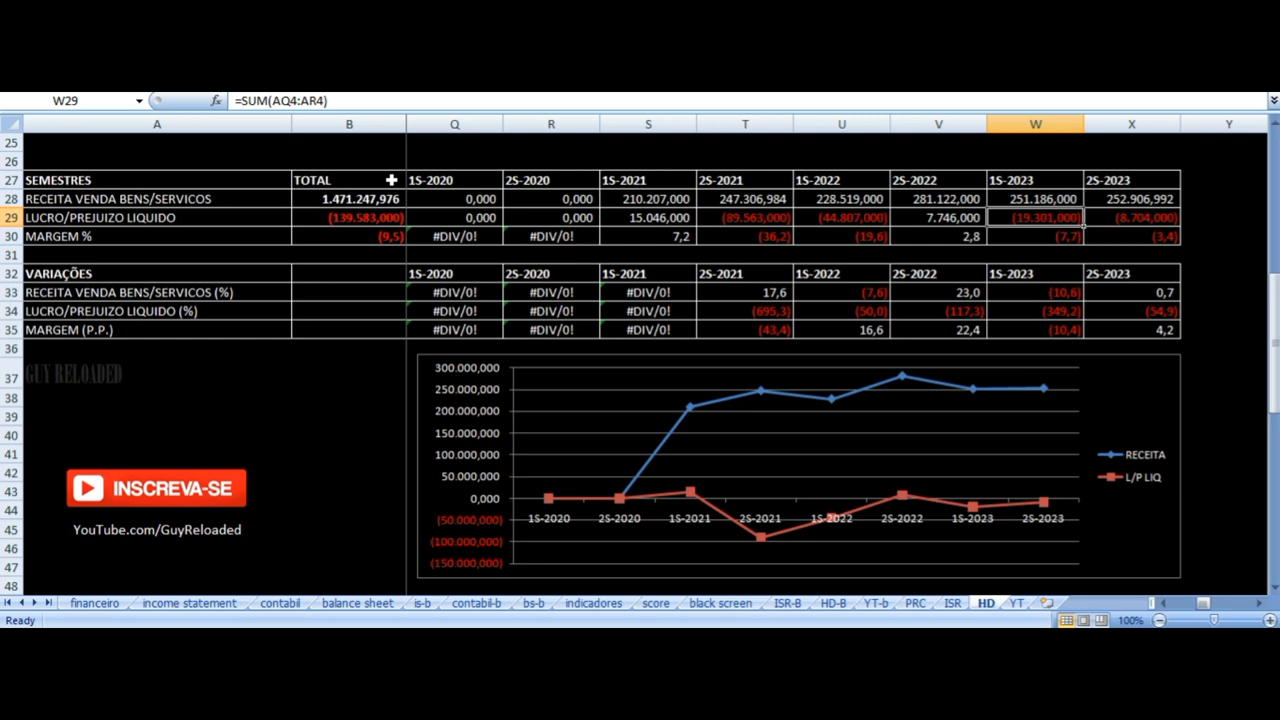 W29 fx =SUM(AQ4:AR4)
A B Q R S T U V W X Y
25
26
27 SEMESTRES TOTAL 1S-2020 2S-2020 1S-2021 2S-2021 1S-2022 2S-2022 1S-2023 2S-2023
28 RECEITA VENDA BENS/SERVICOS 1.471.247,976 0,000 0,000 210.207,000 247.306,984 228.519,000 281.122,000 251.186,000 252.906,992
29 LUCRO/PREJUIZO LIQUIDO (139.583,000) 0,000 0,000 15.046,000 (89.563,000) (44.807,000) 7.746,000 (19.301,000) (8.704,000)
30 MARGEM % (9,5) #DIV/0! #DIV/0! 7,2 (36,2) (19,6) 2,8 (7,7) (3,4)
31
32 VARIAÇÕES 1S-2020 2S-2020 1S-2021 2S-2021 1S-2022 2S-2022 1S-2023 2S-2023
33 RECEITA VENDA BENS/SERVICOS (%) #DIV/0! #DIV/0! #DIV/0! 17,6 (7,6) 23,0 (10,6) 0,7
34 LUCRO/PREJUIZO LIQUIDO (%) #DIV/0! #DIV/0! #DIV/0! (695,3) (50,0) (117,3) (349,2) (54,9)
35 MARGEM (P.P.) #DIV/0! #DIV/0! #DIV/0! (43,4) 16,6 22,4 (10,4) 4,2
36
37 GUY RELOADED
38
39
40
41
42
43
44
45
46
47
48
INSCREVA-SE
YouTube.com/GuyReloaded
300.000,000
250.000,000
200.000,000
150.000,000
100.000,000
50.000,000
0,000
(50.000,000)
(100.000,000)
(150.000,000)
1S-2020 2S-2020 1S-2021 2S-2021 1S-2022 2S-2022 1S-2023 2S-2023
RECEITA
L/P LIQ
financeiro income statement contabil balance sheet is-b contabil-b bs-b indicadores score black screen ISR-B HD-B YT-b PRC ISR HD YT
Ready 100%